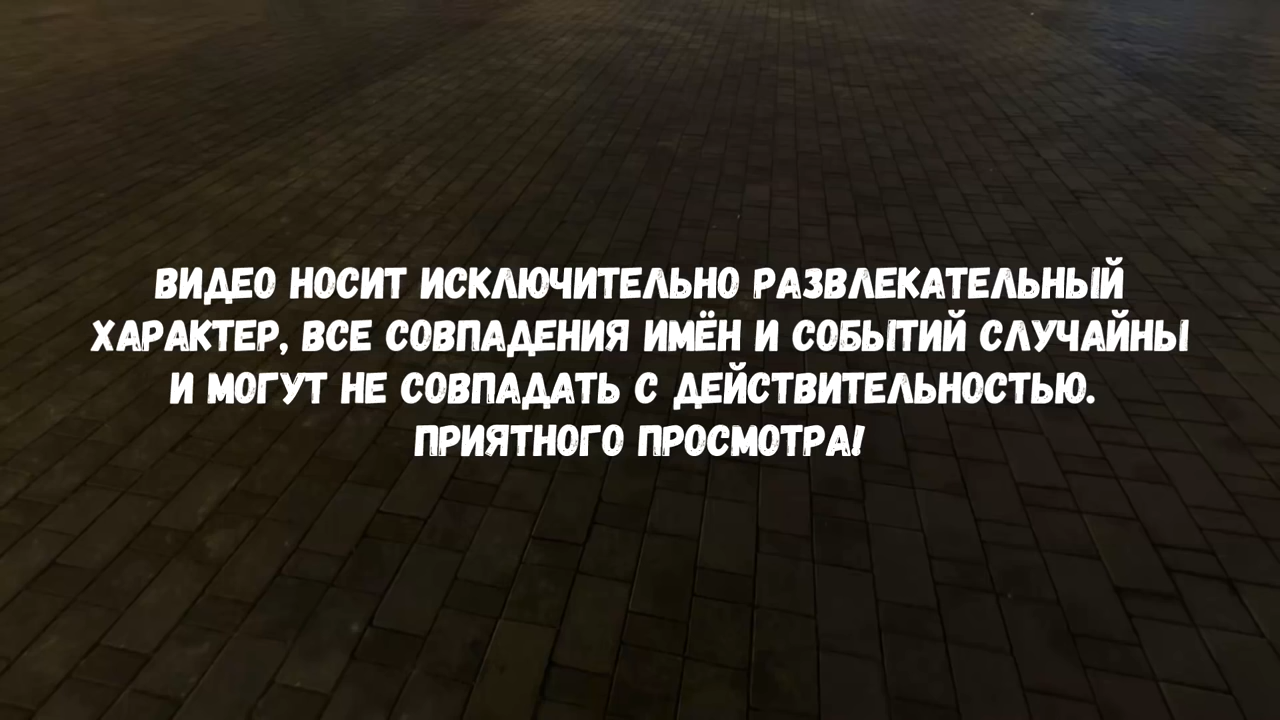 ВИДЕО НОСИТ ИСКЛЮЧИТЕЛЬНО РАЗВЛЕКАТЕЛЬНЫЙ
ХАРАКТЕР, ВСЕ СОВПАДЕНИЯ ИМЁН И СОБЫТИЙ СЛУЧАЙНЫ
И МОГУТ НЕ СОВПАДАТЬ С ДЕЙСТВИТЕЛЬНОСТЬЮ.
ПРИЯТНОГО ПРОСМОТРА!